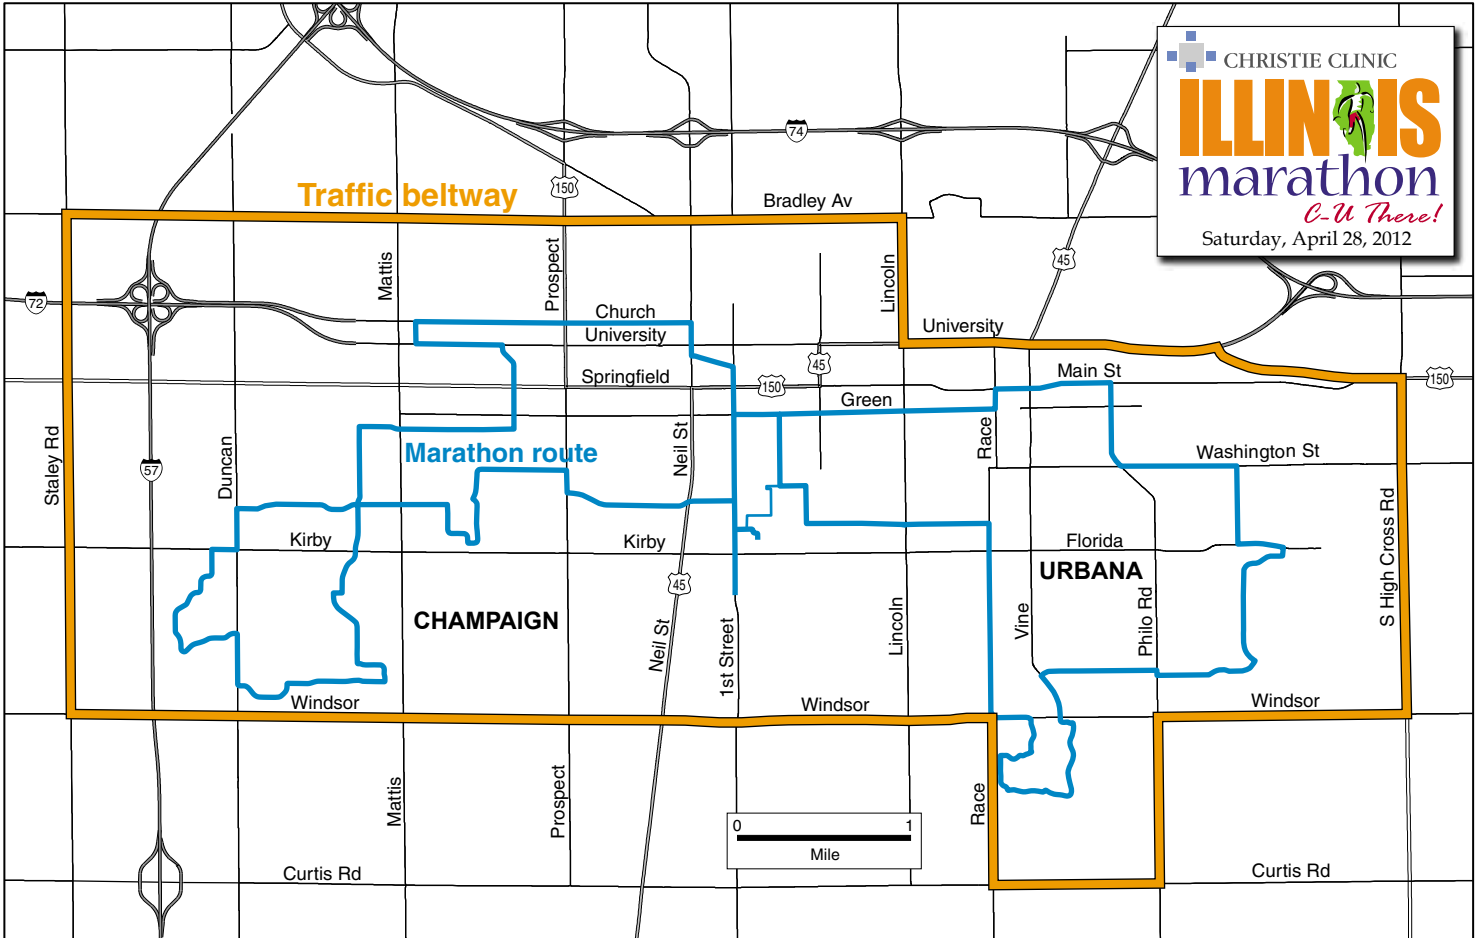 CHRISTIE CLINIC
ILLINOIS
marathon
C-U There!
Saturday, April 28, 2012
74
150
Traffic beltway
Bradley Av
Mattis
Prospect
Lincoln
45
72
Church
University
University
45
Springfield
150
Main St
150
Green
Staley Rd
Duncan
57
Marathon route
Neil St
Race
Washington St
S High Cross Rd
Kirby
Kirby
Florida
URBANA
45
CHAMPAIGN
Neil St
1st Street
Lincoln
Vine
Philo Rd
Windsor
Windsor
Windsor
Mattis
Prospect
Race
0 1
Mile
Curtis Rd
Curtis Rd